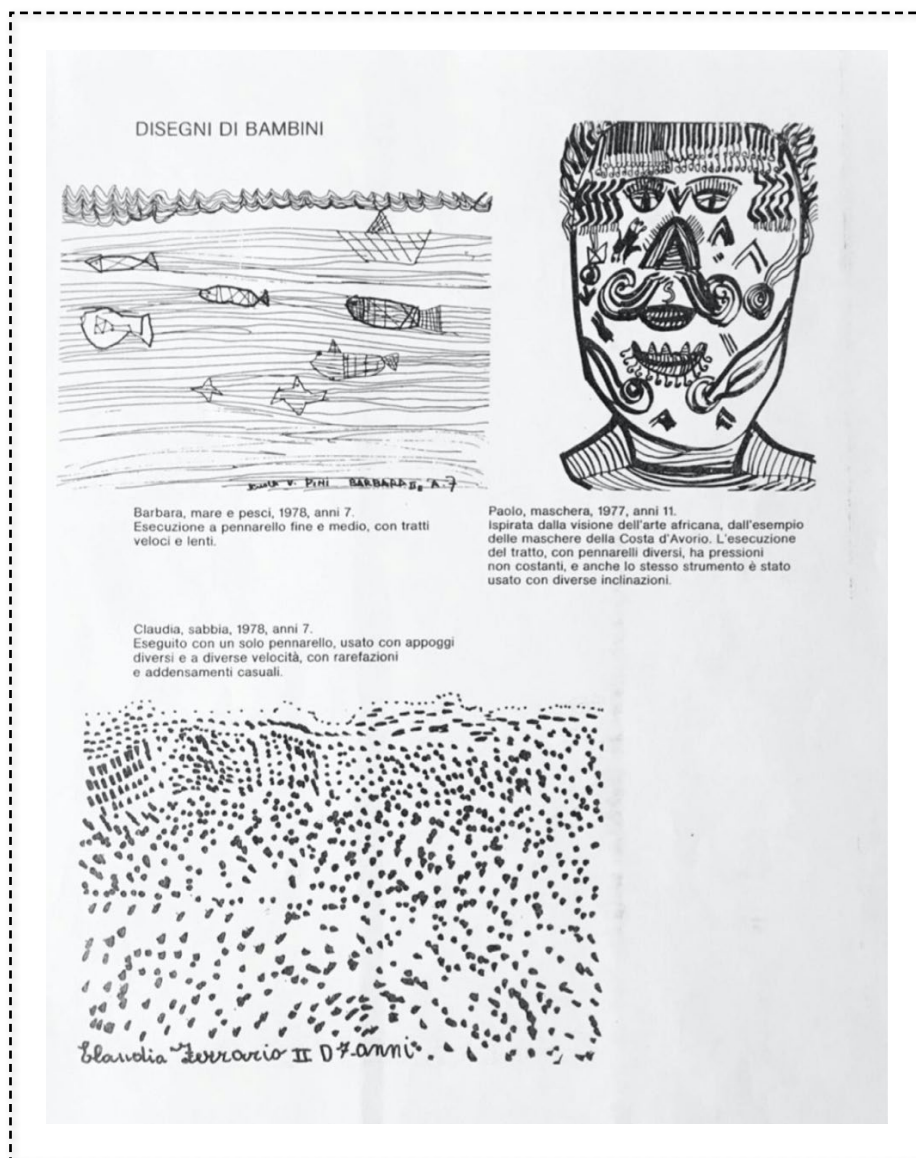 DISEGNI DI BAMBINI
scuola V. PINI BARBARA II A. 7
Barbara, mare e pesci, 1978, anni 7.
Esecuzione a pennarello fine e medio, con tratti
veloci e lenti.
Paolo, maschera, 1977, anni 11.
Ispirata dalla visione dell'arte africana, dall'esempio
delle maschere della Costa d'Avorio. L'esecuzione
del tratto, con pennarelli diversi, ha pressioni
non costanti, e anche lo stesso strumento è stato
usato con diverse inclinazioni.
Claudia, sabbia, 1978, anni 7.
Eseguito con un solo pennarello, usato con appoggi
diversi e a diverse velocità, con rarefazioni
e addensamenti casuali.
Claudia Ferrario II D 7 anni